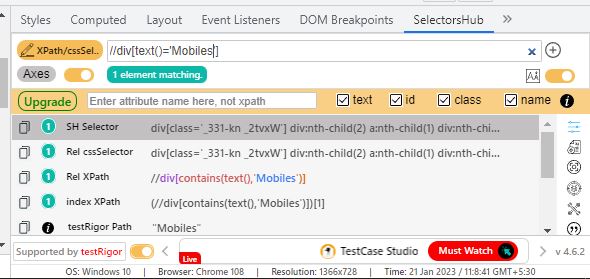 Styles Computed Layout Event Listeners DOM Breakpoints SelectorsHub
XPath/cssSel.. //div[text()='Mobiles'] ×
Axes 1 element matching. AA
Upgrade Enter attribute name here, not xpath text id class name i
1 SH Selector div[class='_331-kn _2tvxW'] div:nth-child(2) a:nth-child(1) div:nth-chi...
1 Rel cssSelector div[class='_331-kn _2tvxW'] div:nth-child(2) a:nth-child(1) div:nth-chi...
1 Rel XPath //div[contains(text(),'Mobiles')]
1 index XPath (//div[contains(text(),'Mobiles')])[1]
i testRigor Path "Mobiles"
Supported by testRigor Live TestCase Studio Must Watch > v 4.6.2
OS: Windows 10 | Browser: Chrome 108 | Resolution: 1366x728 | Time: 21 Jan 2023 / 11:8:41 GMT+5:30